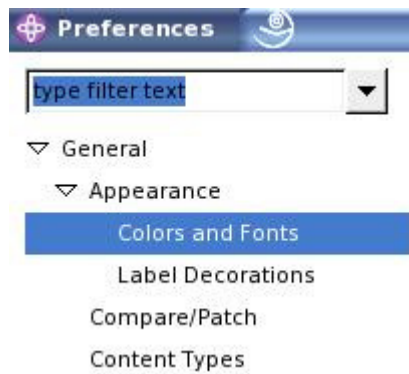 Preferences
type filter text
General
Appearance
Colors and Fonts
Label Decorations
Compare/Patch
Content Types